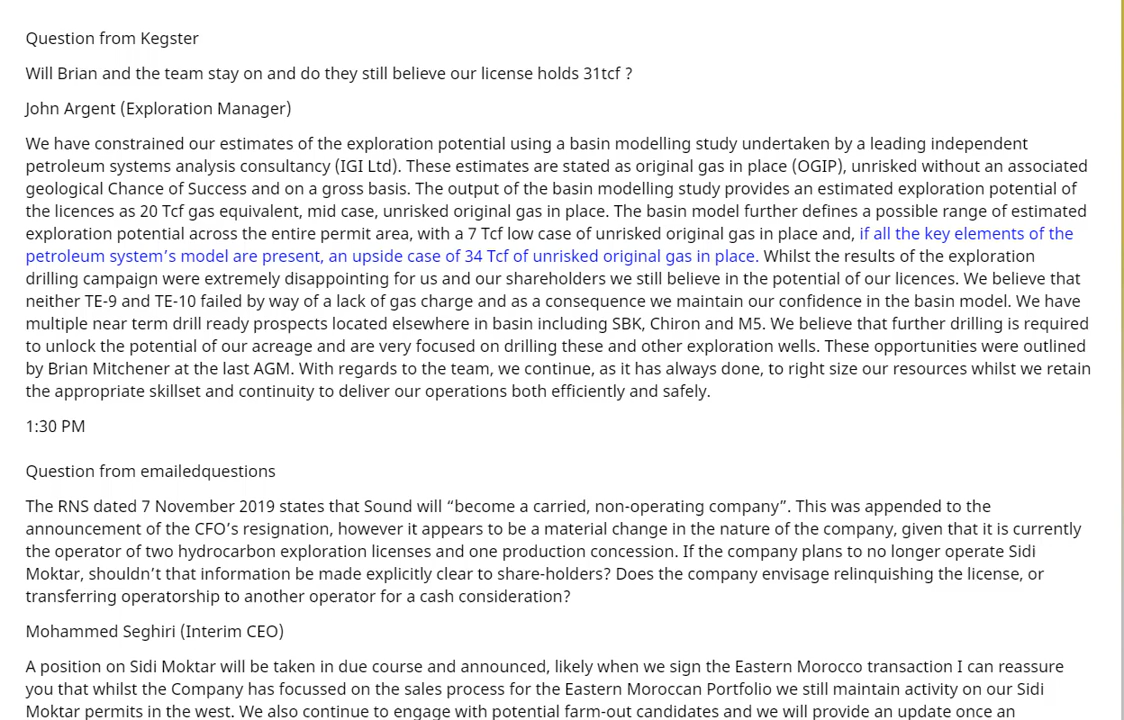 Question from Kegster
Will Brian and the team stay on and do they still believe our license holds 31tcf ?
John Argent (Exploration Manager)
We have constrained our estimates of the exploration potential using a basin modelling study undertaken by a leading independent
petroleum systems analysis consultancy (IGI Ltd). These estimates are stated as original gas in place (OGIP), unrisked without an associated
geological Chance of Success and on a gross basis. The output of the basin modelling study provides an estimated exploration potential of
the licences as 20 Tcf gas equivalent, mid case, unrisked original gas in place. The basin model further defines a possible range of estimated
exploration potential across the entire permit area, with a 7 Tcf low case of unrisked original gas in place and, if all the key elements of the
petroleum system's model are present, an upside case of 34 Tcf of unrisked original gas in place. Whilst the results of the exploration
drilling campaign were extremely disappointing for us and our shareholders we still believe in the potential of our licences. We believe that
neither TE-9 and TE-10 failed by way of a lack of gas charge and as a consequence we maintain our confidence in the basin model. We have
multiple near term drill ready prospects located elsewhere in basin including SBK, Chiron and M5. We believe that further drilling is required
to unlock the potential of our acreage and are very focused on drilling these and other exploration wells. These opportunities were outlined
by Brian Mitchener at the last AGM. With regards to the team, we continue, as it has always done, to right size our resources whilst we retain
the appropriate skillset and continuity to deliver our operations both efficiently and safely.
1:30 PM
Question from emailedquestions
The RNS dated 7 November 2019 states that Sound will “become a carried, non-operating company”. This was appended to the
announcement of the CFO’s resignation, however it appears to be a material change in the nature of the company, given that it is currently
the operator of two hydrocarbon exploration licenses and one production concession. If the company plans to no longer operate Sidi
Moktar, shouldn’t that information be made explicitly clear to share-holders? Does the company envisage relinquishing the license, or
transferring operatorship to another operator for a cash consideration?
Mohammed Seghiri (Interim CEO)
A position on Sidi Moktar will be taken in due course and announced, likely when we sign the Eastern Morocco transaction I can reassure
you that whilst the Company has focussed on the sales process for the Eastern Moroccan Portfolio we still maintain activity on our Sidi
Moktar permits in the west. We also continue to engage with potential farm-out candidates and we will provide an update once an